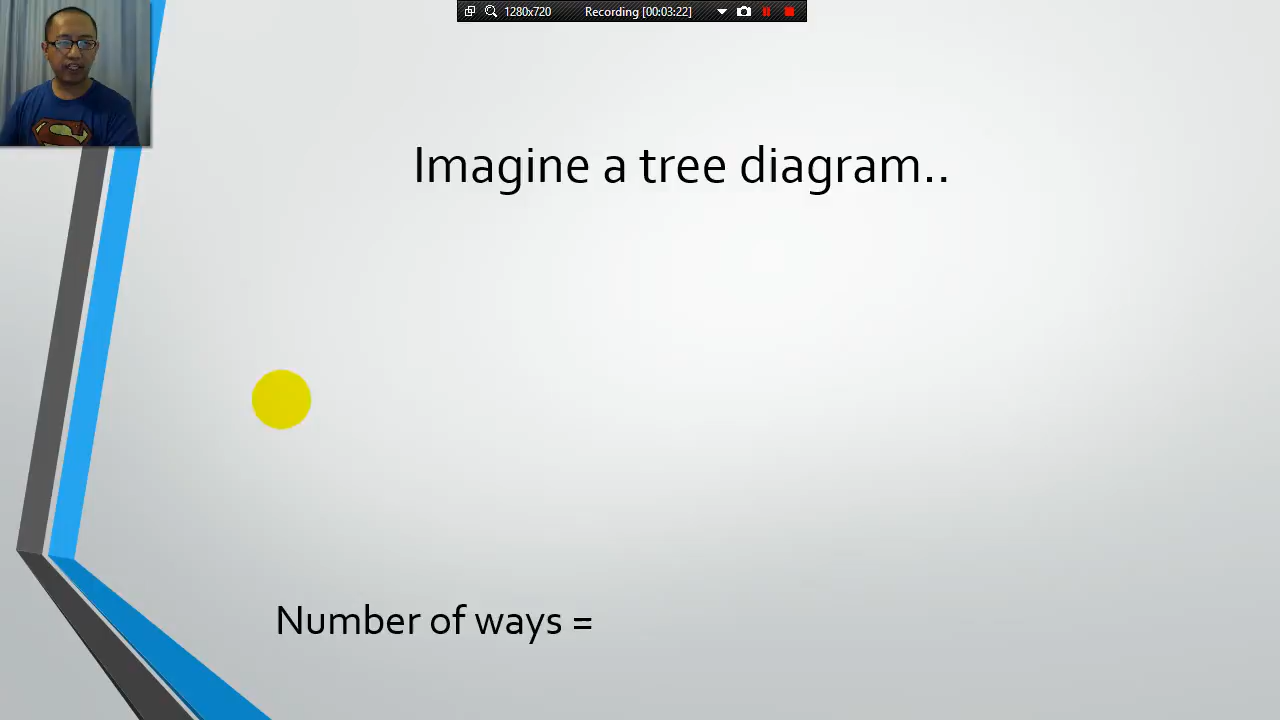 1280x720 Recording [00:03:22]
Imagine a tree diagram..
Number of ways =